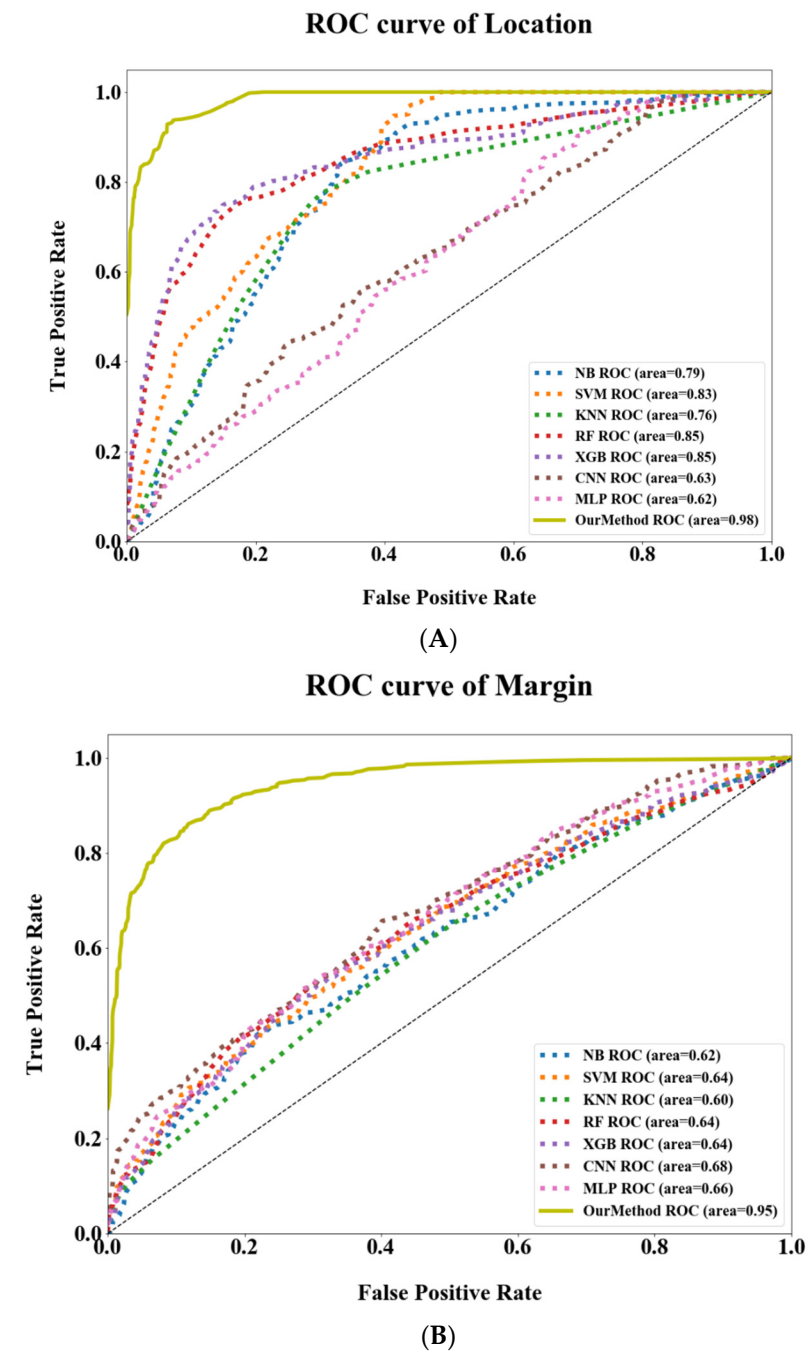 ROC curve of Location
1.0
0.8
0.6
0.4
0.2
0.0
True Positive Rate
NB ROC (area=0.79)
SVM ROC (area=0.83)
KNN ROC (area=0.76)
RF ROC (area=0.85)
XGB ROC (area=0.85)
CNN ROC (area=0.63)
MLP ROC (area=0.62)
OurMethod ROC (area=0.98)
0.0 0.2 0.4 0.6 0.8 1.0
False Positive Rate
(A)
ROC curve of Margin
1.0
0.8
0.6
0.4
0.2
0.0
True Positive Rate
NB ROC (area=0.62)
SVM ROC (area=0.64)
KNN ROC (area=0.60)
RF ROC (area=0.64)
XGB ROC (area=0.64)
CNN ROC (area=0.68)
MLP ROC (area=0.66)
OurMethod ROC (area=0.95)
0.0 0.2 0.4 0.6 0.8 1.0
False Positive Rate
(B)